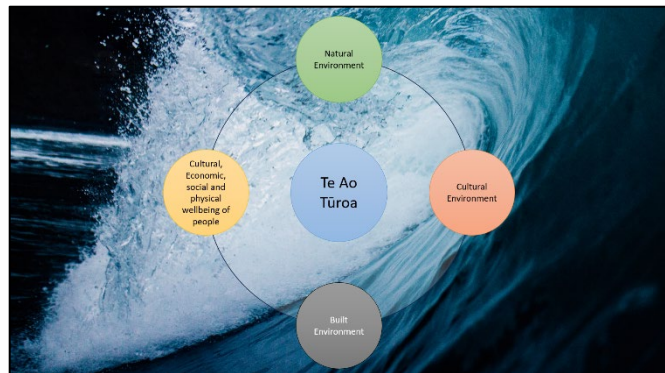 Natural
Environment
Cultural,
Economic,
social and
physical
wellbeing of
people
Te Ao
Tūroa
Cultural
Environment
Built
Environment